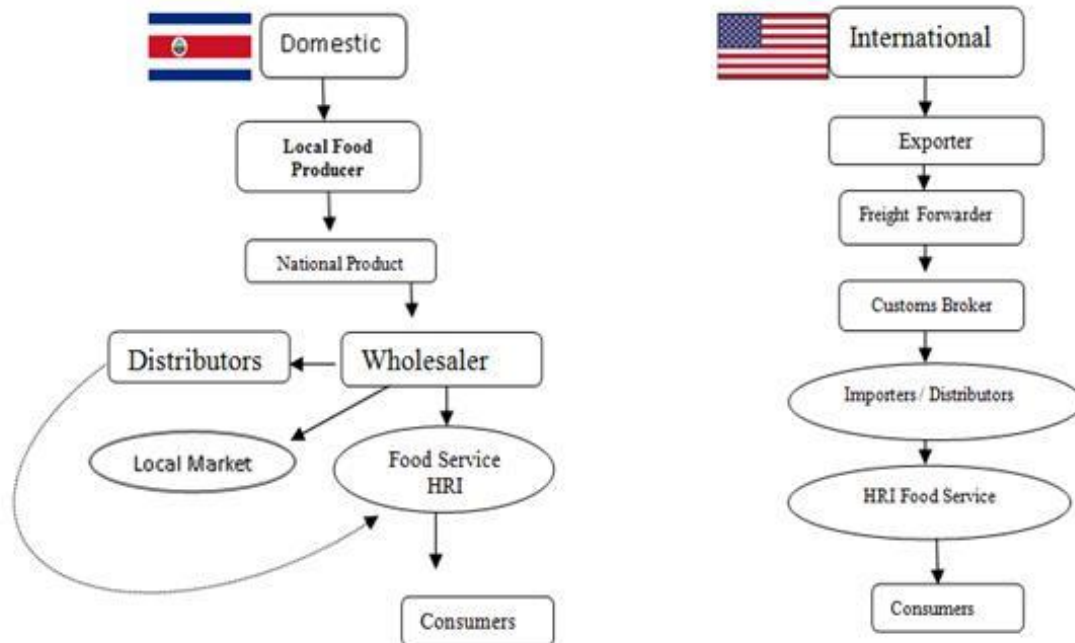 Domestic
Local Food
Producer
National Product
Distributors
Wholesaler
Local Market
Food Service
HRI
Consumers
International
Exporter
Freight Forwarder
Customs Broker
Importers / Distributors
HRI Food Service
Consumers